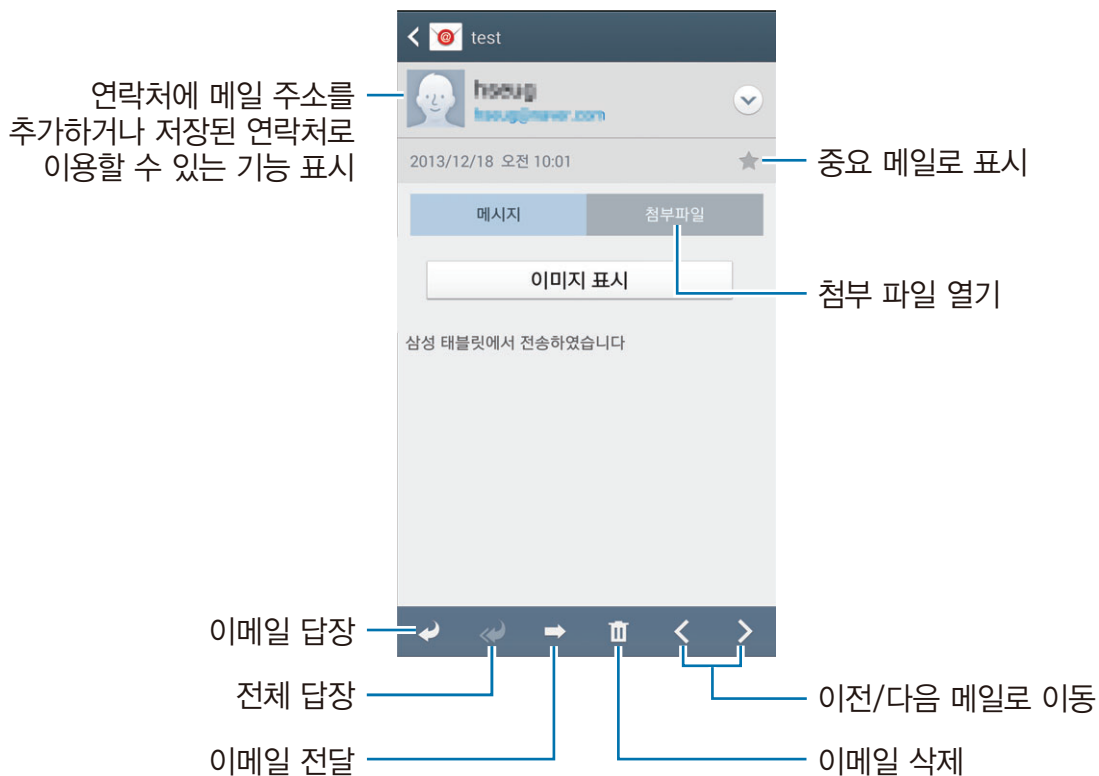 test
연락처에 메일 주소를
추가하거나 저장된 연락처로
이용할 수 있는 기능 표시
2013/12/18 오전 10:01
중요 메일로 표시
메시지
첨부파일
이미지 표시
첨부 파일 열기
삼성 태블릿에서 전송하였습니다
이메일 답장
전체 답장
이전/다음 메일로 이동
이메일 전달
이메일 삭제